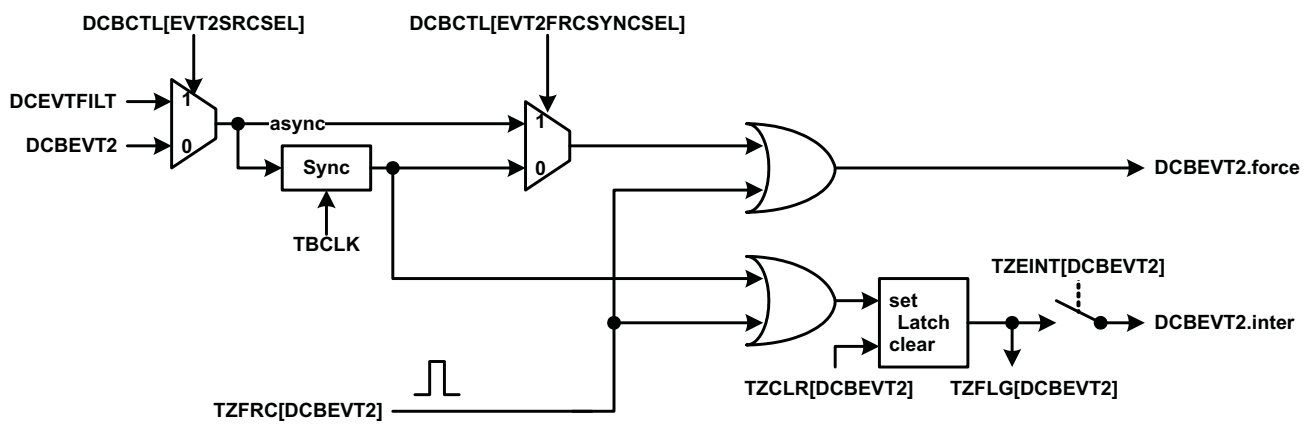 DCBCTL[EVT2SRCSEL]
DCBCTL[EVT2FRCSYNCSEL]
DCEVTFILT
1
async
1
DCBEVT2
0
Sync
0
DCBEVT2.force
TBCLK
TZEINT[DCBEVT2]
set
Latch
clear
DCBEVT2.inter
TZCLR[DCBEVT2]
TZFLG[DCBEVT2]
TZFRC[DCBEVT2]